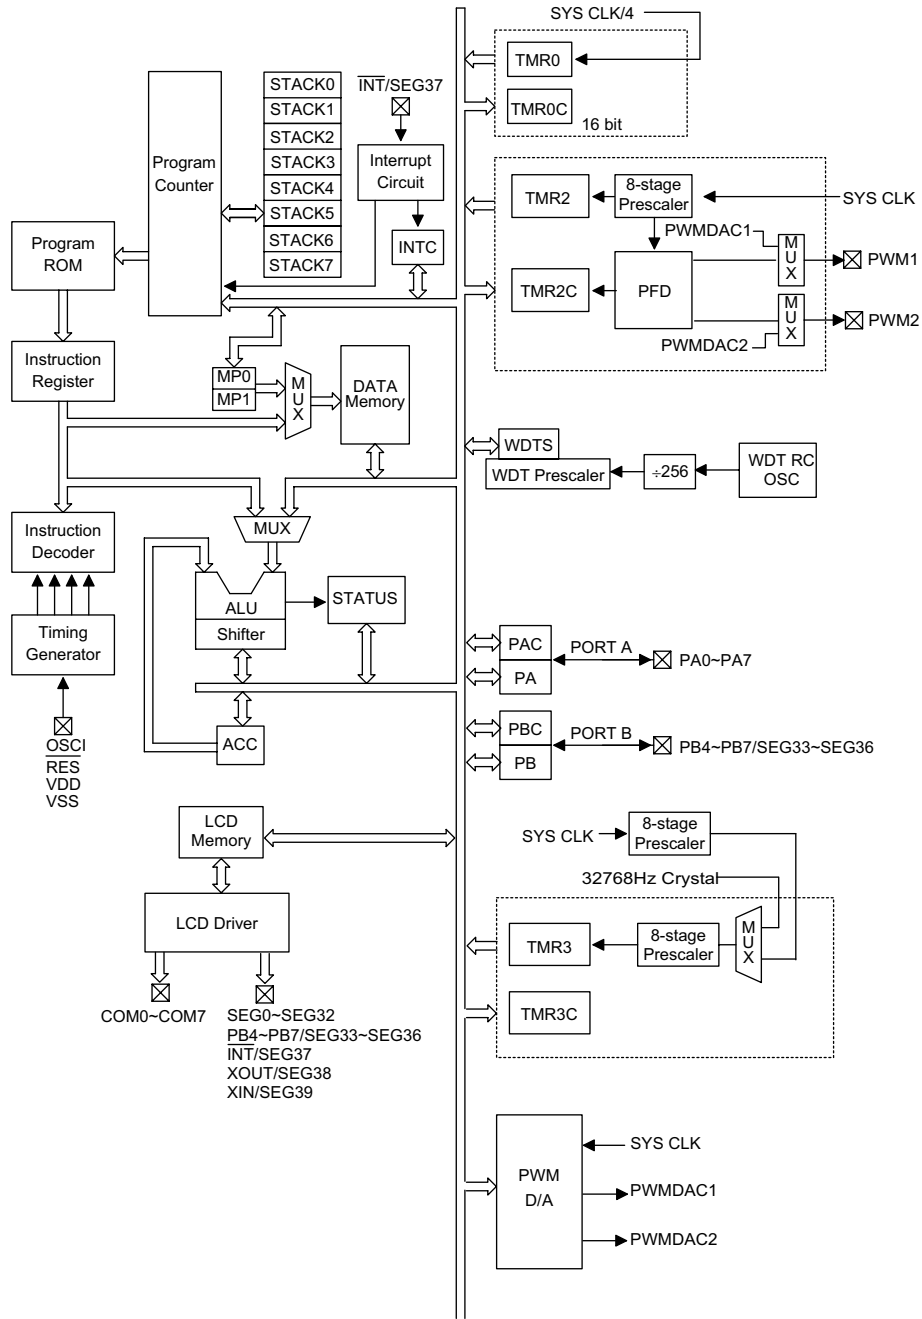 SYS CLK/4
TMR0
TMR0C
16 bit
STACK0
STACK1
STACK2
STACK3
STACK4
STACK5
STACK6
STACK7
INT/SEG37
Program
Counter
Interrupt
Circuit
INTC
Program
ROM
TMR2
8-stage
Prescaler
SYS CLK
PWMDAC1
MUX
PWM1
TMR2C
PFD
MUX
PWM2
PWMDAC2
Instruction
Register
MP0
MP1
MUX
DATA
Memory
WDTS
WDT Prescaler
÷256
WDT RC
OSC
Instruction
Decoder
MUX
ALU
Shifter
STATUS
Timing
Generator
PAC
PA
PORT A
PA0~PA7
OSCI
RES
VDD
VSS
ACC
PBC
PB
PORT B
PB4~PB7/SEG33~SEG36
LCD
Memory
SYS CLK
8-stage
Prescaler
32768Hz Crystal
LCD Driver
TMR3
8-stage
Prescaler
MUX
TMR3C
COM0~COM7
SEG0~SEG32
PB4~PB7/SEG33~SEG36
INT/SEG37
XOUT/SEG38
XIN/SEG39
PWM
D/A
SYS CLK
PWMDAC1
PWMDAC2